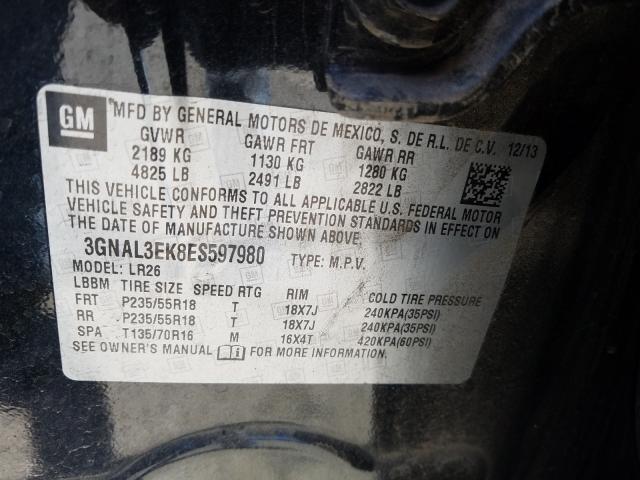 GM
MFD BY GENERAL MOTORS DE MEXICO, S. DE R.L. DE C.V. 12/13
GVWR GAWR FRT GAWR RR
2189 KG 1130 KG 1280 KG
4825 LB 2491 LB 2822 LB
THIS VEHICLE CONFORMS TO ALL APPLICABLE U.S. FEDERAL MOTOR
VEHICLE SAFETY AND THEFT PREVENTION STANDARDS IN EFFECT ON
THE DATE OF MANUFACTURE SHOWN ABOVE.
3GNAL3EK8ES597980 TYPE: M.P.V.
MODEL: LR26
LBBM TIRE SIZE SPEED RTG RIM COLD TIRE PRESSURE
FRT P235/55R18 T 18X7J 240KPA(35PSI)
RR P235/55R18 T 18X7J 240KPA(35PSI)
SPA T135/70R16 M 16X4T 420KPA(60PSI)
SEE OWNER'S MANUAL FOR MORE INFORMATION.